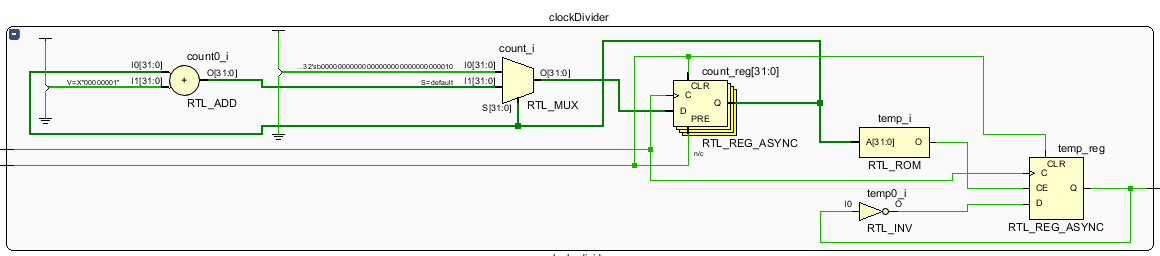 clockDivider
count0_i
I0[31:0]
V=X"00000001"
I1[31:0]
O[31:0]
+
RTL_ADD
count_i
...32'sb00000000000000000000000000000010
I0[31:0]
S=default
I1[31:0]
O[31:0]
S[31:0]
RTL_MUX
count_reg[31:0]
CLR
C
D
Q
PRE
n/c
RTL_REG_ASYNC
temp_i
A[31:0]
O
RTL_ROM
temp0_i
I0
O
RTL_INV
temp_reg
CLR
C
CE
D
Q
RTL_REG_ASYNC